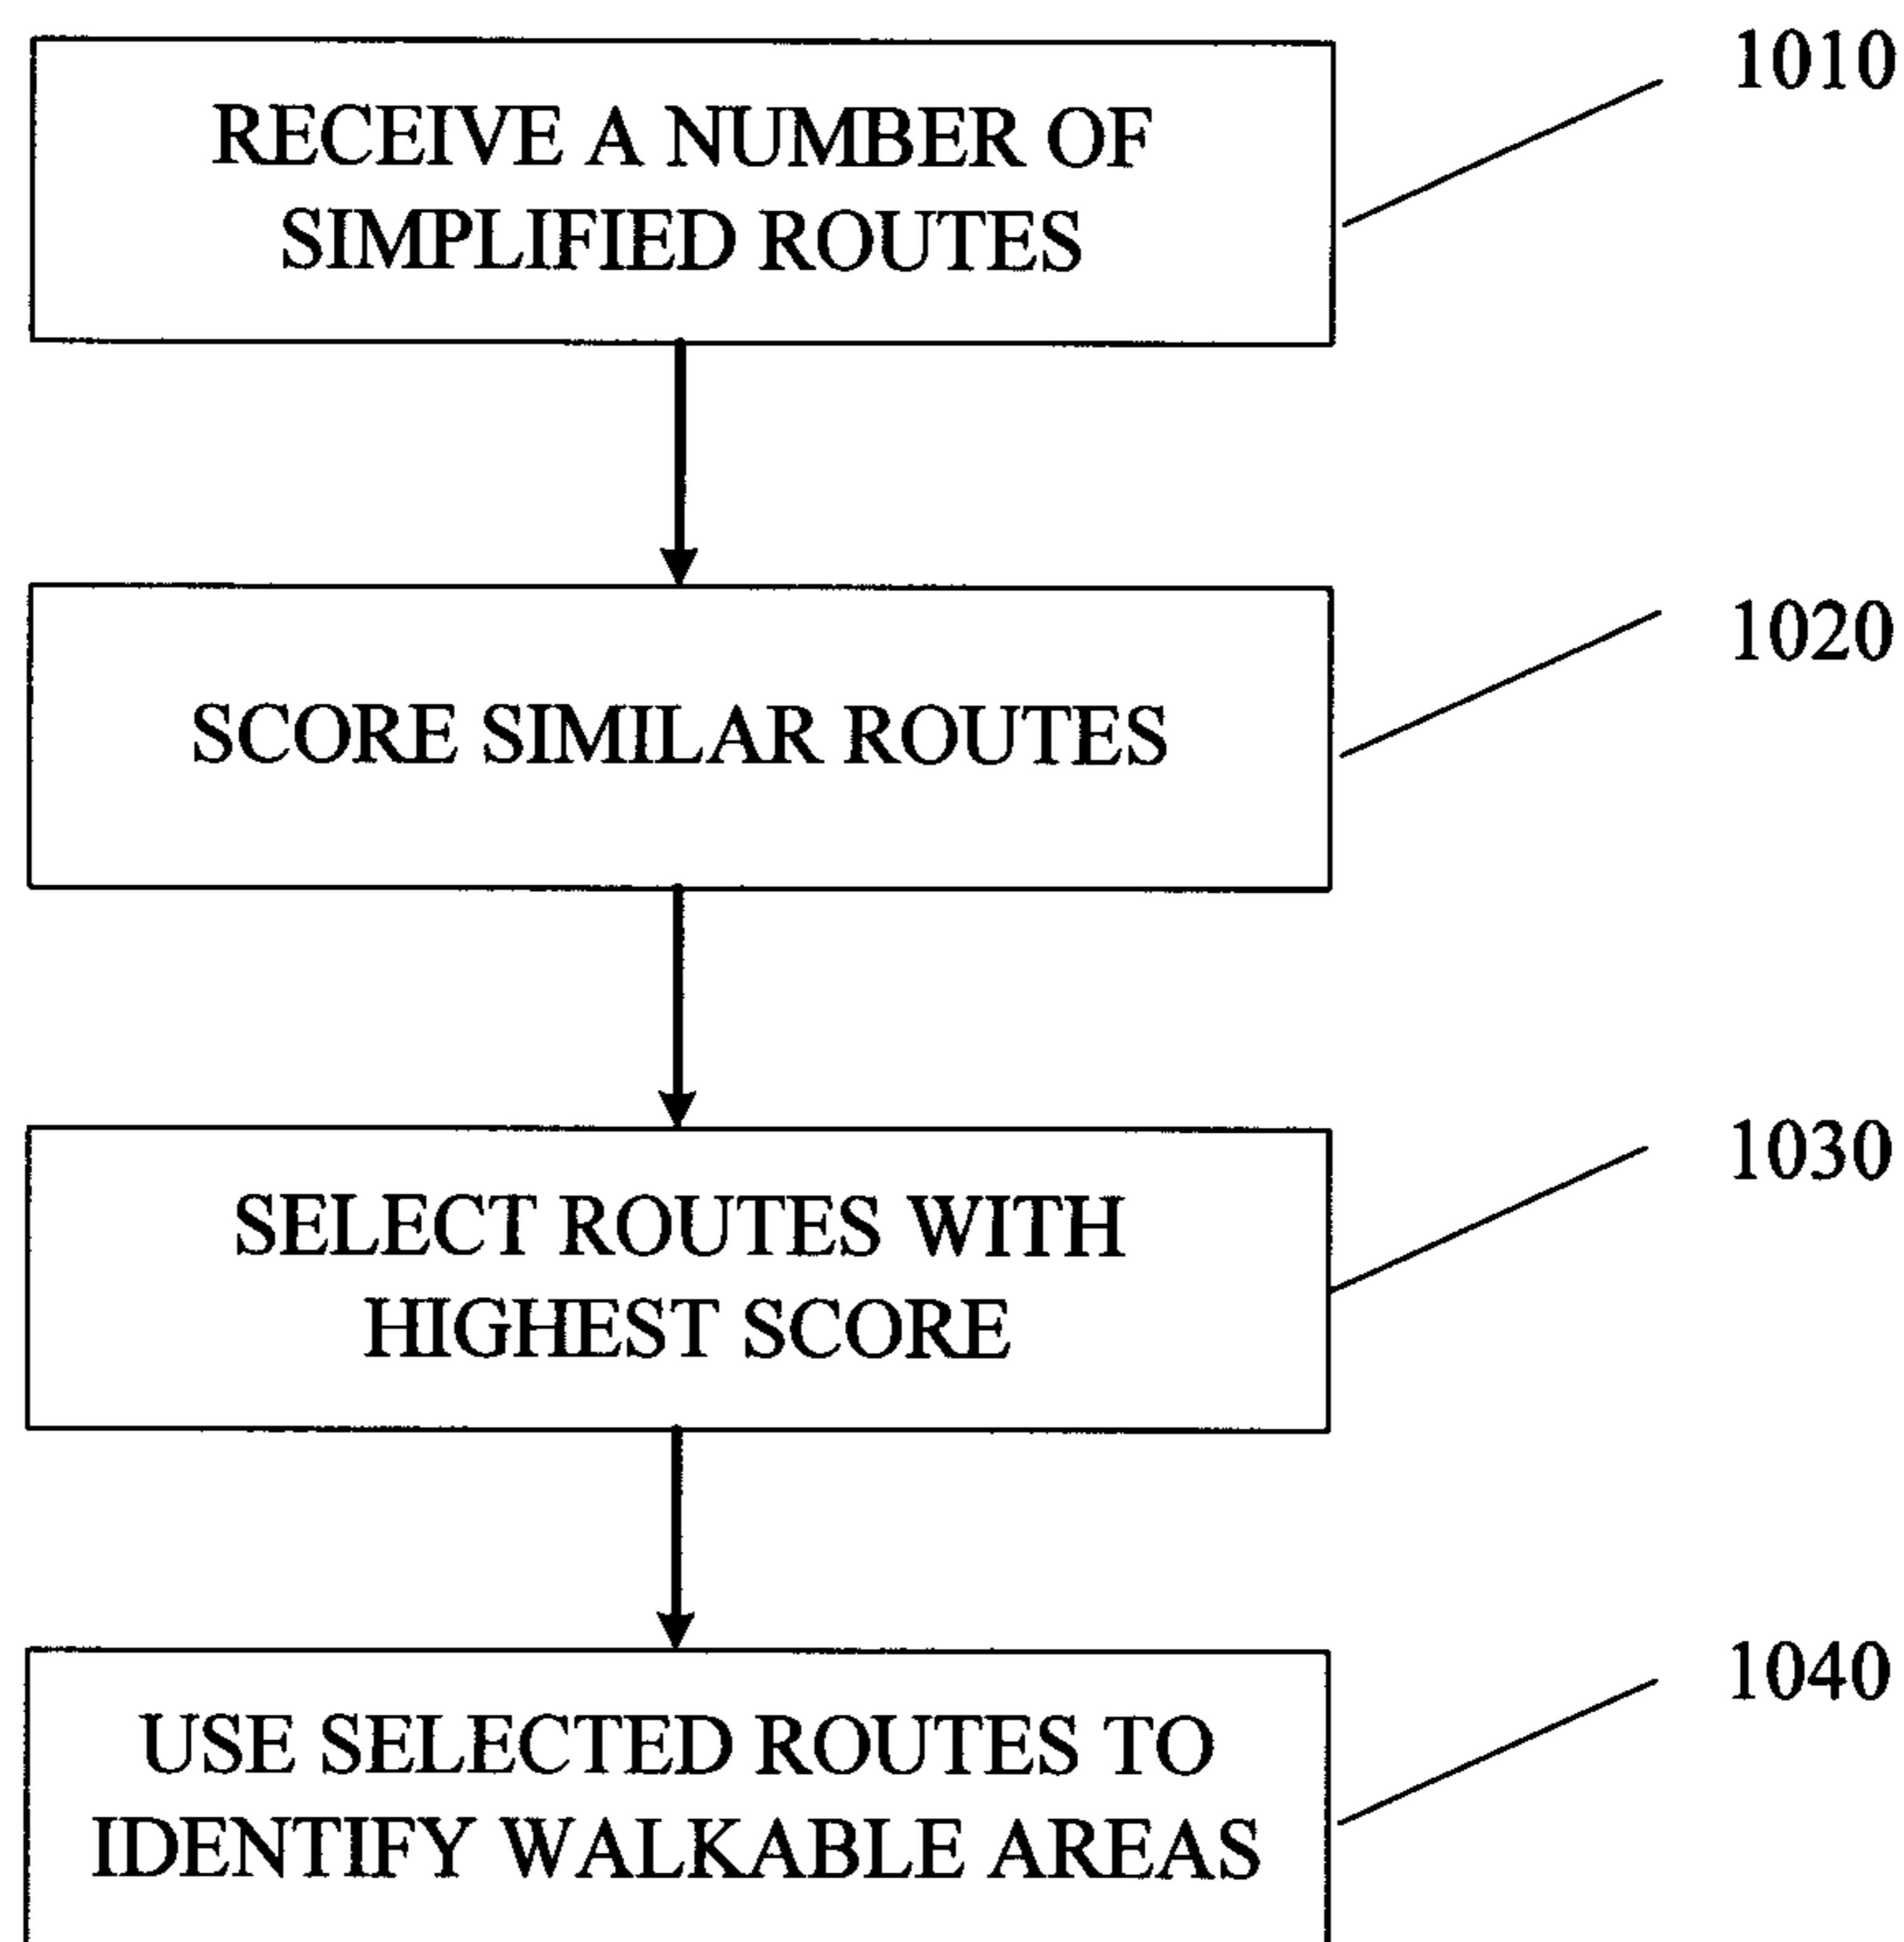 1010
RECEIVE A NUMBER OF
SIMPLIFIED ROUTES
1020
SCORE SIMILAR ROUTES
1030
SELECT ROUTES WITH
HIGHEST SCORE
1040
USE SELECTED ROUTES TO
IDENTIFY WALKABLE AREAS